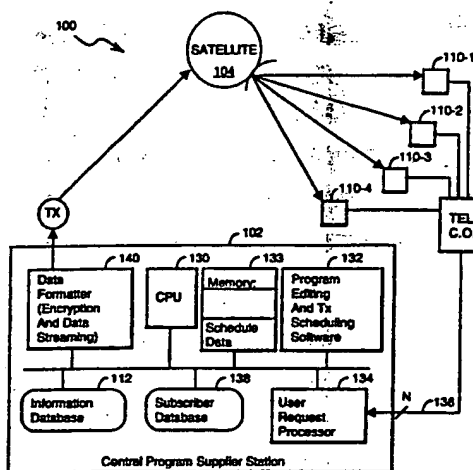 100
SATELLITE
104
110-1
110-2
110-3
110-4
TX
TEL
C.O.
102
140
130
133
132
Data
Formatter
(Encryption
And Data
Streaming)
CPU
Memory:
Schedule
Data
Program
Editing
And Tx
Scheduling
Software
112
138
134
N
136
Information
Database
Subscriber
Database
User
Request
Processor
Central Program Supplier Station